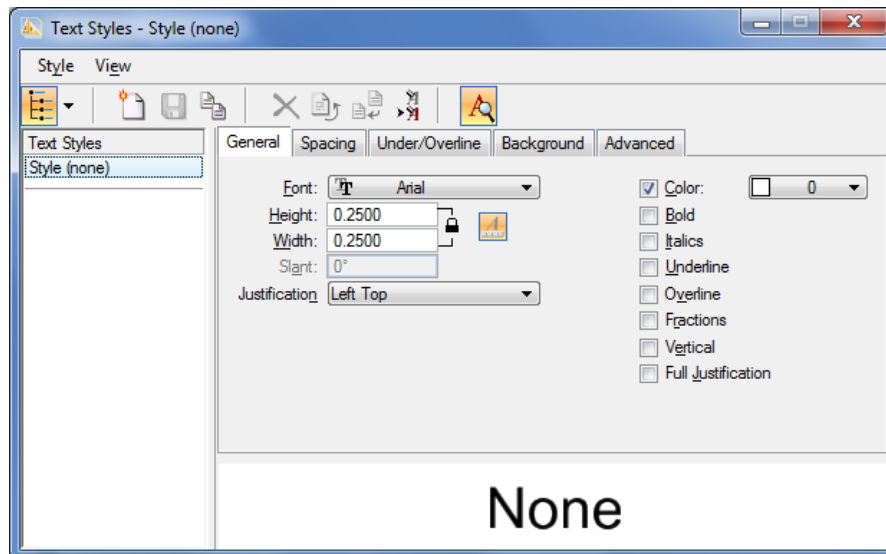 Text Styles - Style (none)
Style View
Text Styles
Style (none)
General Spacing Under/Overline Background Advanced
Font: Arial
Height: 0.2500
Width: 0.2500
Slant: 0°
Justification Left Top
Color: 0
Bold
Italics
Underline
Overline
Fractions
Vertical
Full Justification
None